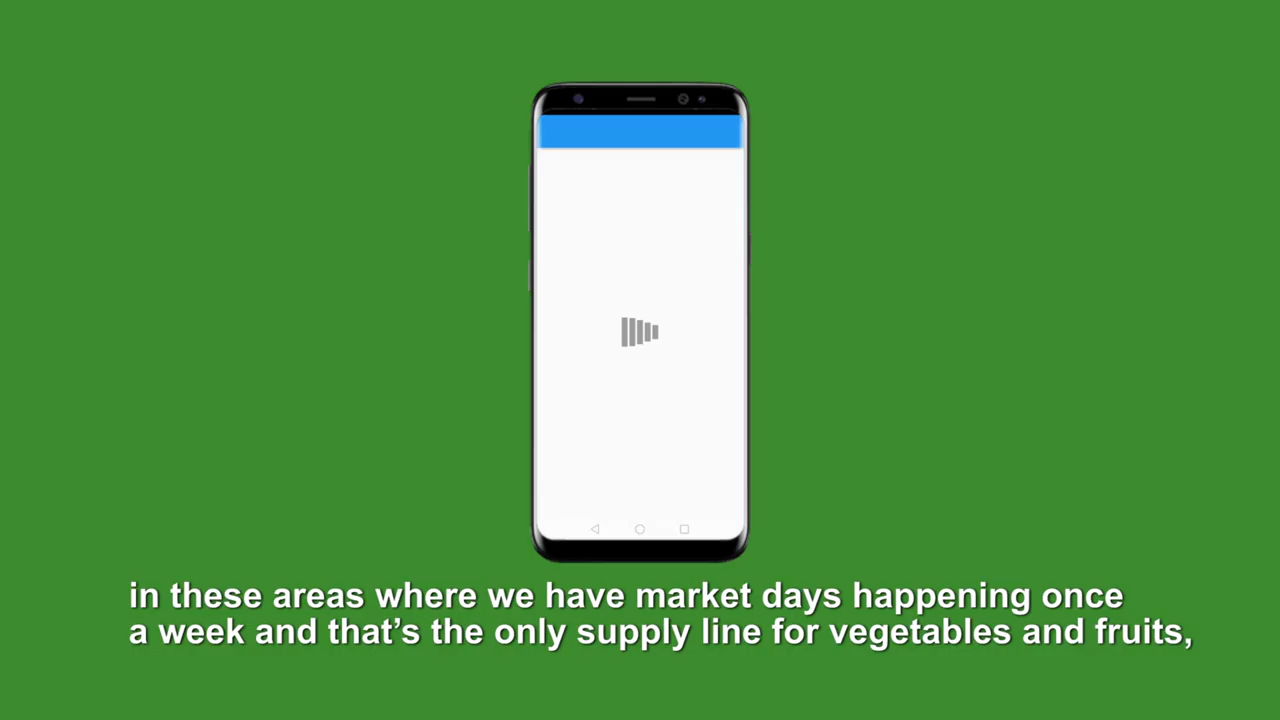 in these areas where we have market days happening once
a week and that’s the only supply line for vegetables and fruits,